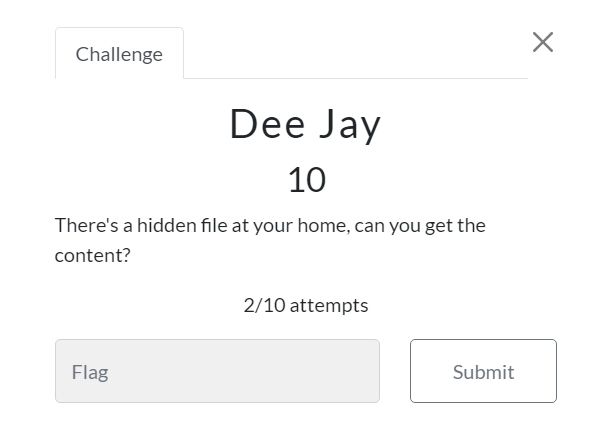 Challenge
Dee Jay
10
There's a hidden file at your home, can you get the
content?
2/10 attempts
Flag
Submit